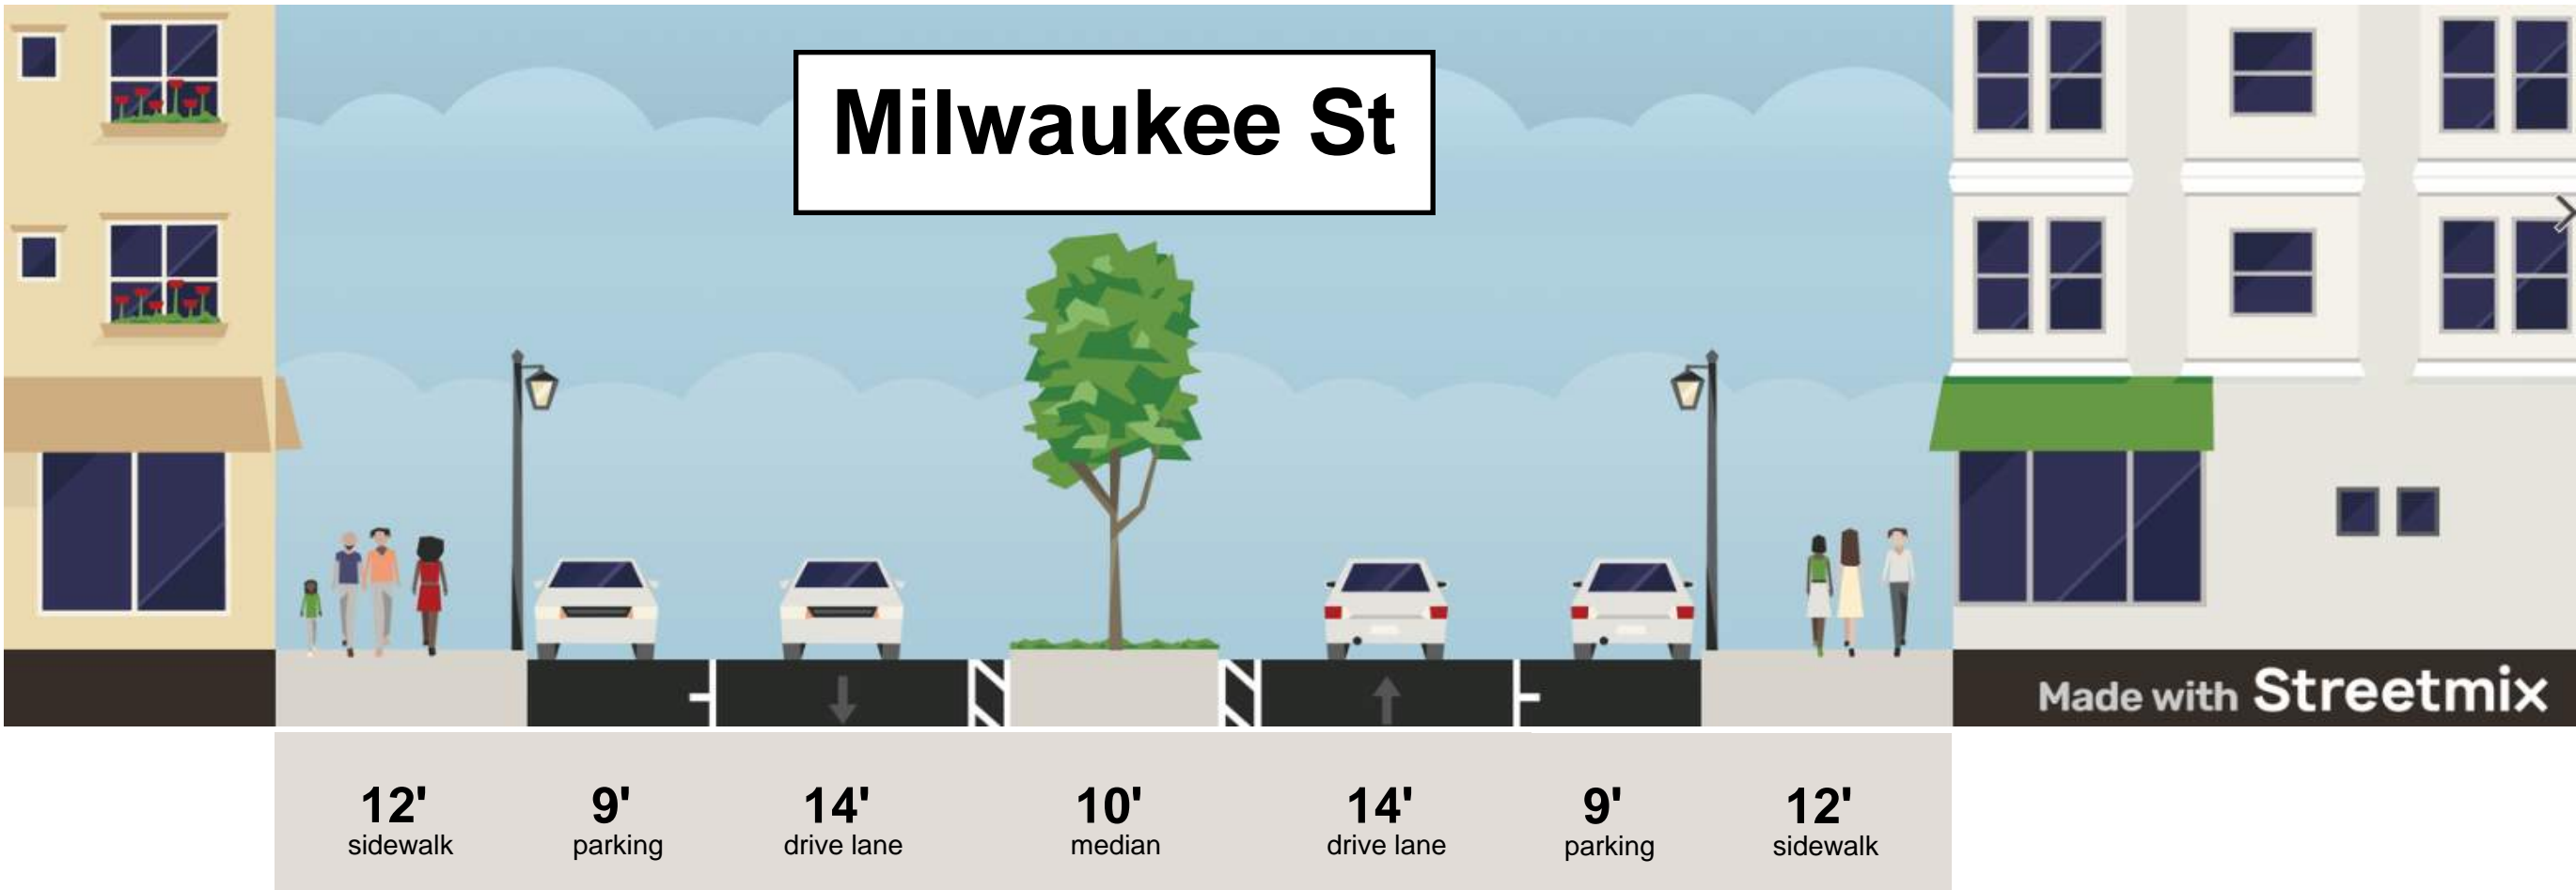 Milwaukee St
Made with Streetmix
12' 9' 14' 10' 14' 9' 12'
sidewalk parking drive lane median drive lane parking sidewalk